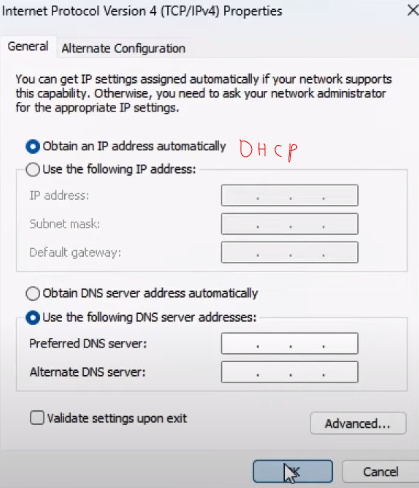 Internet Protocol Version 4 (TCP/IPv4) Properties
General
Alternate Configuration
You can get IP settings assigned automatically if your network supports
this capability. Otherwise, you need to ask your network administrator
for the appropriate IP settings.
Obtain an IP address automatically DHCP
Use the following IP address:
IP address:
Subnet mask:
Default gateway:
Obtain DNS server address automatically
Use the following DNS server addresses:
Preferred DNS server:
Alternate DNS server:
Validate settings upon exit
Advanced...
Cancel